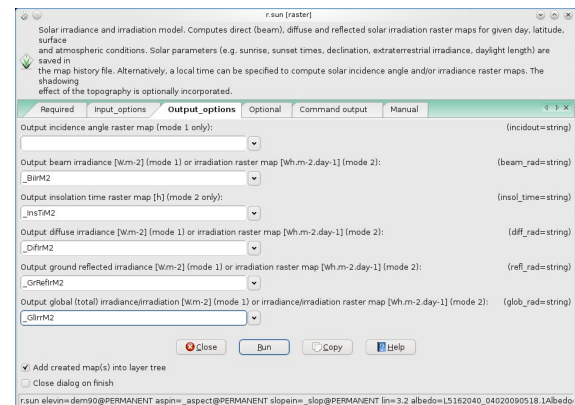 r.sun [raster]
Solar irradiance and irradiation model. Computes direct (beam), diffuse and reflected solar irradiation raster maps for given day, latitude,
surface
and atmospheric conditions. Solar parameters (e.g. sunrise, sunset times, declination, extraterrestrial irradiance, daylight length) are
saved in
the map history file. Alternatively, a local time can be specified to compute solar incidence angle and/or irradiance raster maps. The
shadowing
effect of the topography is optionally incorporated.
Required Input_options Output_options Optional Command output Manual
Output incidence angle raster map (mode 1 only): (incidout=string)
Output beam irradiance [W.m-2] (mode 1) or irradiation raster map [Wh.m-2.day-1] (mode 2): (beam_rad=string)
_BiIrM2
Output insolation time raster map [h] (mode 2 only): (insol_time=string)
_InsTiM2
Output diffuse irradiance [W.m-2] (mode 1) or irradiation raster map [Wh.m-2.day-1] (mode 2): (diff_rad=string)
_DifIrM2
Output ground reflected irradiance [W.m-2] (mode 1) or irradiation raster map [Wh.m-2.day-1] (mode 2): (refl_rad=string)
_GrRefIrM2
Output global (total) irradiance/irradiation [W.m-2] (mode 1) or irradiance/irradiation raster map [Wh.m-2.day-1] (mode 2): (glob_rad=string)
_GlIrrM2
Close Run Copy Help
Add created map(s) into layer tree
Close dialog on finish
r.sun elevin=dem90@PERMANENT aspin=_aspect@PERMANENT slopein=_slop@PERMANENT lin=3.2 albedo=L5162040_04020090518.1Albedo